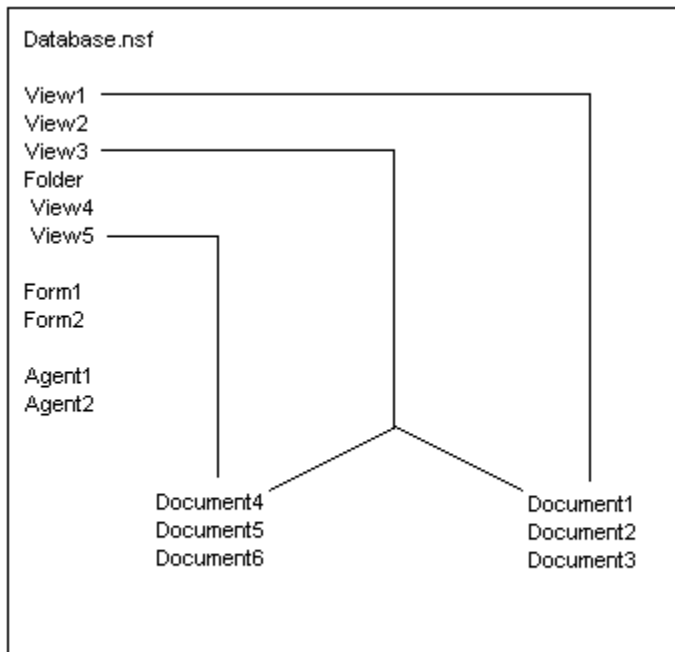 Database.nsf
View1
View2
View3
Folder
View4
View5
Form1
Form2
Agent1
Agent2
Document4
Document5
Document6
Document1
Document2
Document3